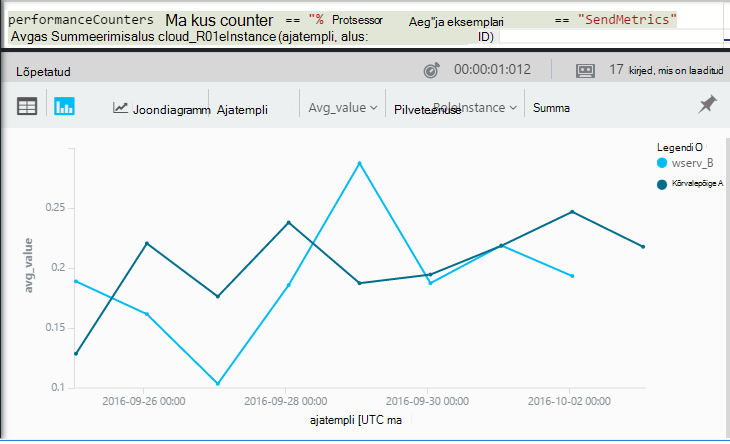 performanceCounters Ma kus counter == "% Protsessor Aeg"ja eksemplari == "SendMetrics"
Avgas Summeerimisalus cloud_R01eInstance (ajatempli, alus: ID)
Lõpetatud 00:00:01:012 17 kirjed, mis on laaditud
Joondiagramm Ajatempli Avg_value Pilveteenuse RoleInstance Summa
Legendi O
wserv_B
Kõrvalepõige A
avg_value
0.25
0.2
0.15
0.1
2016-09-26 00:00 2016-09-28 00:00 2016-09-30 00:00 2016-10-02 00:00
ajatempli [UTC ma